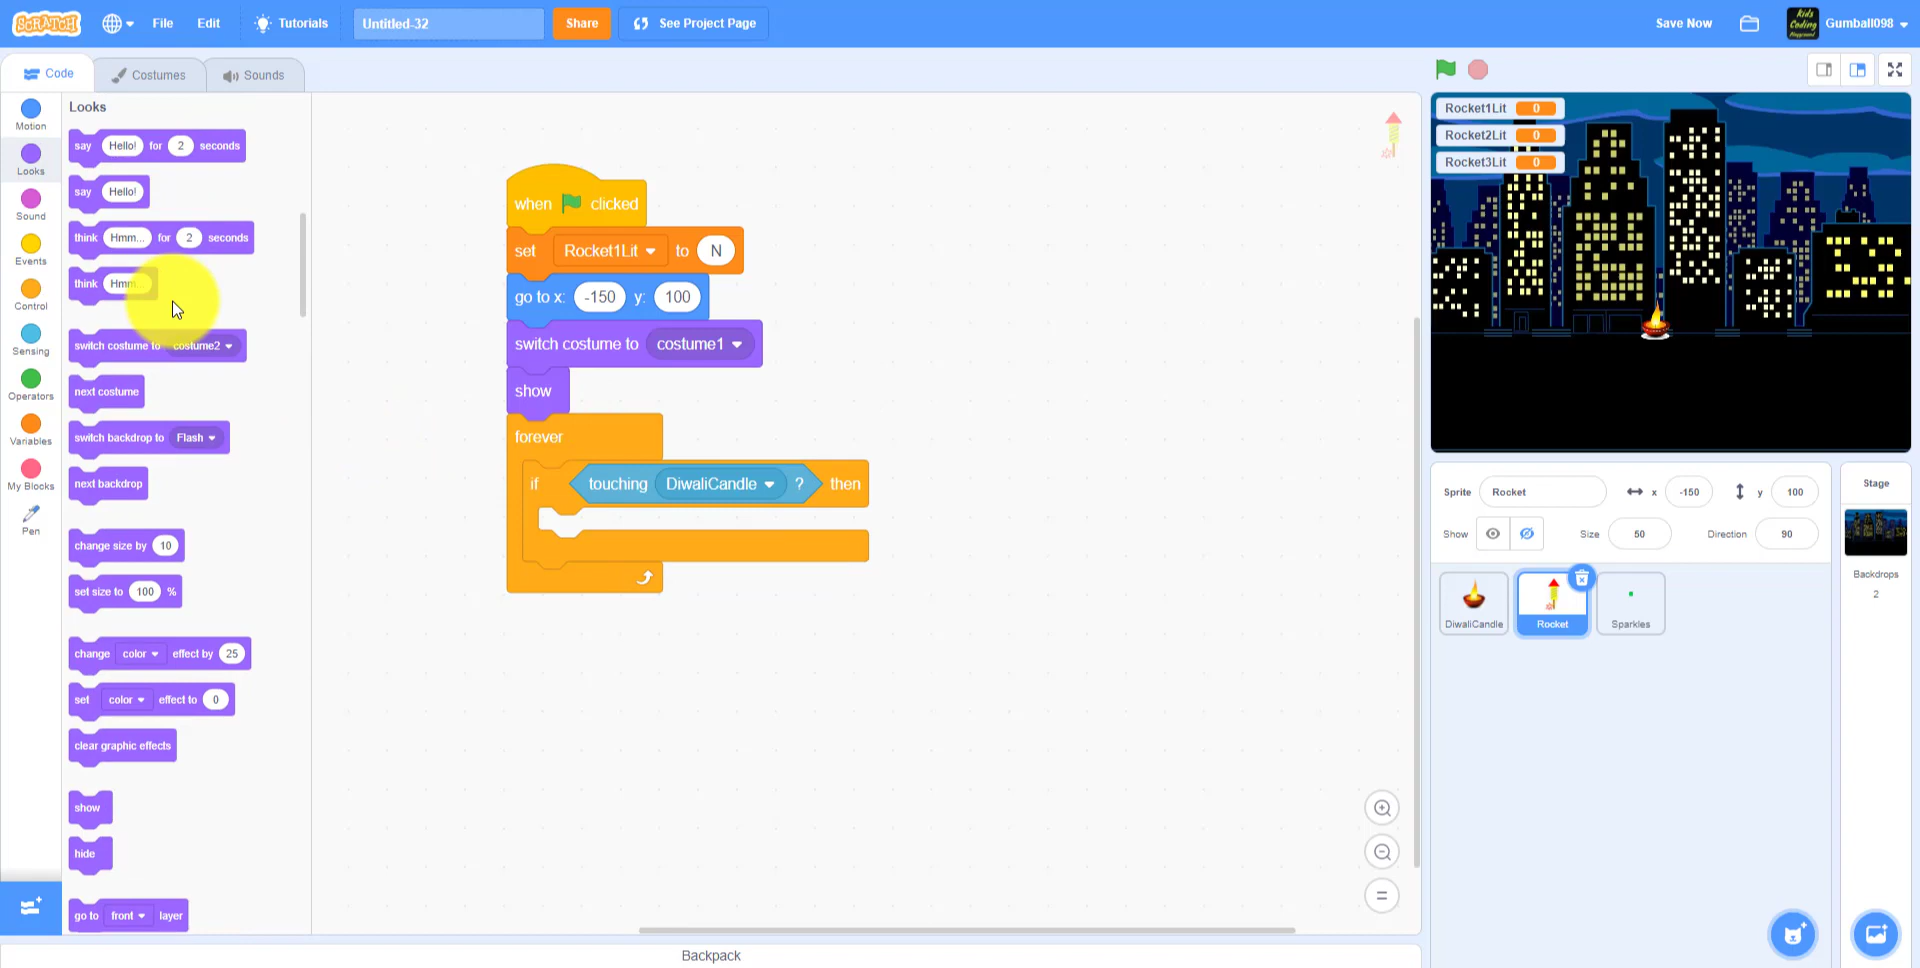 SCRATCH File Edit Tutorials Untitled-32 Share See Project Page Save Now Kids Coding Playground Gumball098
Code Costumes Sounds
Motion
Looks
Sound
Events
Control
Sensing
Operators
Variables
My Blocks
Pen
Looks
say Hello! for 2 seconds
say Hello!
think Hmm... for 2 seconds
think Hmm...
switch costume to costume2
next costume
switch backdrop to Flash
next backdrop
change size by 10
set size to 100 %
change color effect by 25
set color effect to 0
clear graphic effects
show
hide
go to front layer
when clicked
set Rocket1Lit to N
go to x: -150 y: 100
switch costume to costume1
show
forever
if touching DiwaliCandle ? then
Backpack
Rocket1Lit 0
Rocket2Lit 0
Rocket3Lit 0
Sprite Rocket x -150 y 100
Show Size 50 Direction 90
DiwaliCandle Rocket Sparkles
Stage
Backdrops
2